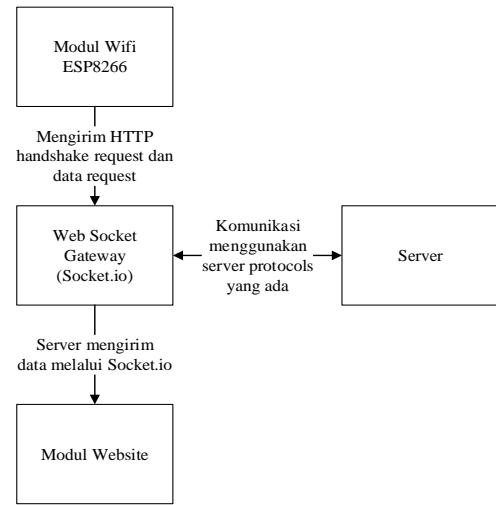 Modul Wifi
ESP8266
Mengirim HTTP
handshake request dan
data request
Web Socket
Gateway
(Socket.io)
Komunikasi
menggunakan
server protocols
yang ada
Server
Server mengirim
data melalui Socket.io
Modul Website